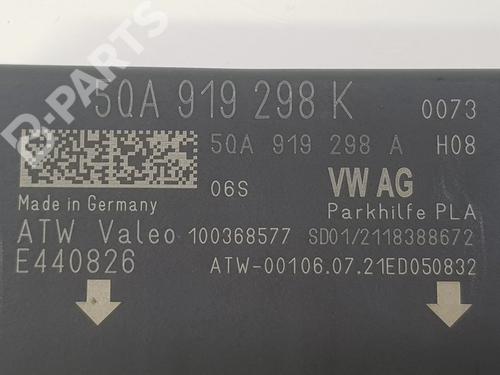 5QA 919 298 K 0073
5QA 919 298 A H08
06S VW AG
Made in Germany Parkhilfe PLA
ATW Valeo 100368577 SD01/2118388672
E440826 ATW-00106.07.21ED050832
B-PARTS